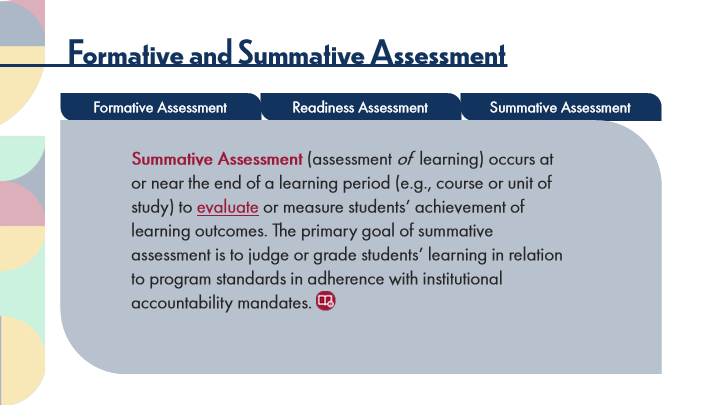 Formative and Summative Assessment
Formative Assessment
Readiness Assessment
Summative Assessment
Summative Assessment (assessment of learning) occurs at
or near the end of a learning period (e.g., course or unit of
study) to evaluate or measure students’ achievement of
learning outcomes. The primary goal of summative
assessment is to judge or grade students’ learning in relation
to program standards in adherence with institutional
accountability mandates.